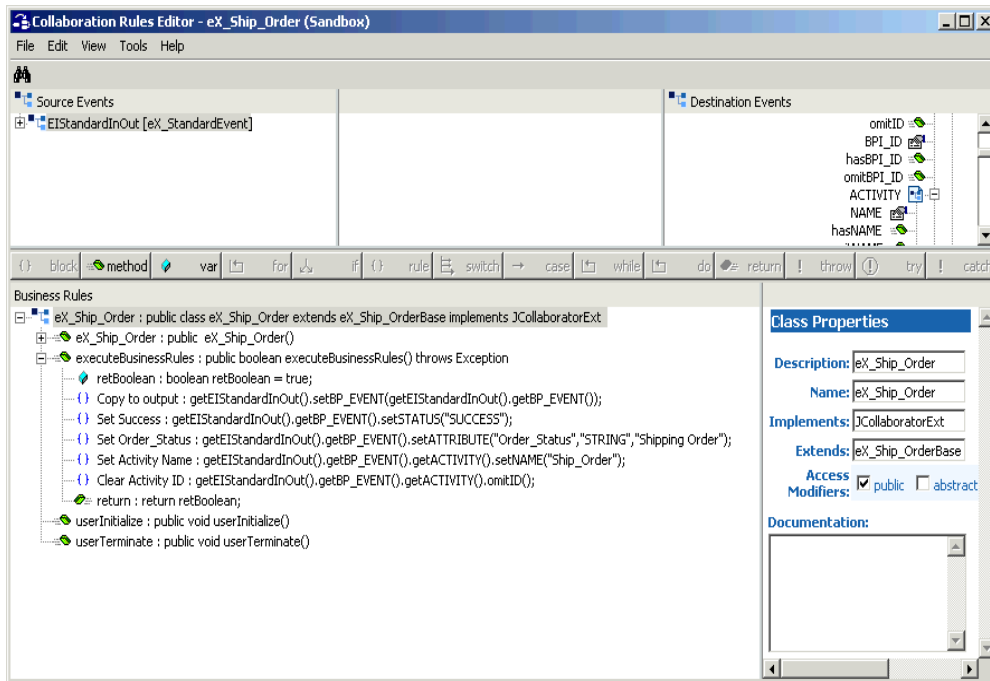 Collaboration Rules Editor - eX_Ship_Order (Sandbox)
File Edit View Tools Help
Source Events
Destination Events
EIStandardInOut [eX_StandardEvent]
omitID
BPI_ID
hasBPI_ID
omitBPI_ID
ACTIVITY
NAME
hasNAME
{} block method var for if {} rule switch → case while do return ! throw try ! catch
Business Rules
eX_Ship_Order : public class eX_Ship_Order extends eX_Ship_OrderBase implements JCollaboratorExt
eX_Ship_Order : public eX_Ship_Order()
executeBusinessRules : public boolean executeBusinessRules() throws Exception
retBoolean : boolean retBoolean = true;
{} Copy to output : getEIStandardInOut().setBP_EVENT(getEIStandardInOut().getBP_EVENT());
{} Set Success : getEIStandardInOut().getBP_EVENT().setSTATUS("SUCCESS");
{} Set Order_Status : getEIStandardInOut().getBP_EVENT().setATTRIBUTE("Order_Status","STRING","Shipping Order");
{} Set Activity Name : getEIStandardInOut().getBP_EVENT().getACTIVITY().setNAME("Ship_Order");
{} Clear Activity ID : getEIStandardInOut().getBP_EVENT().getACTIVITY().omitID();
return : return retBoolean;
userInitialize : public void userInitialize()
userTerminate : public void userTerminate()
Class Properties
Description: eX_Ship_Order
Name: eX_Ship_Order
Implements: JCollaboratorExt
Extends: eX_Ship_OrderBase
Access Modifiers: public abstract
Documentation: